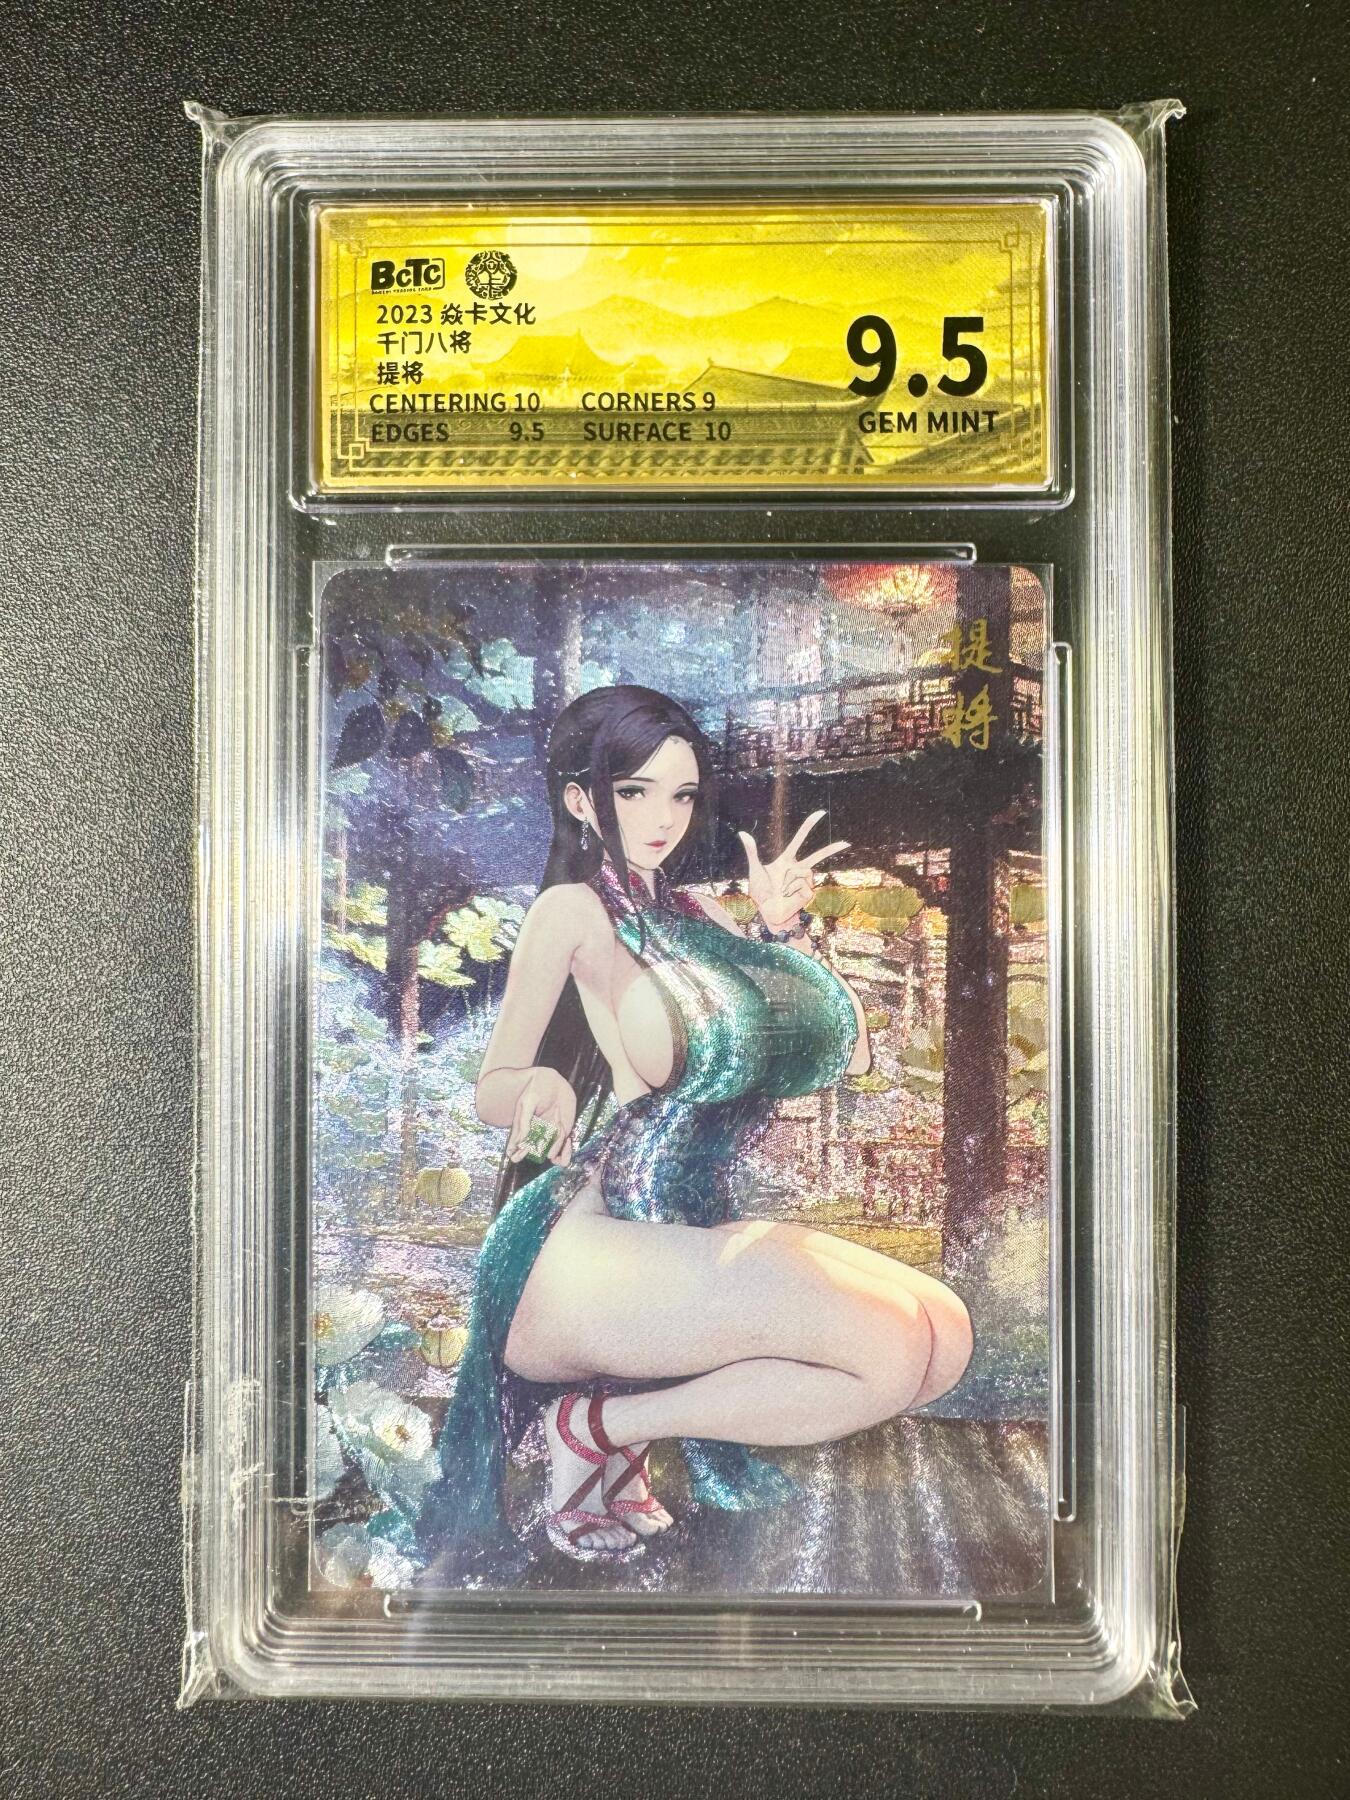 BCTC
2023 焱卡文化
千门八将
提将
CENTERING 10 CORNERS 9
EDGES 9.5 SURFACE 10
9.5
GEM MINT
提将